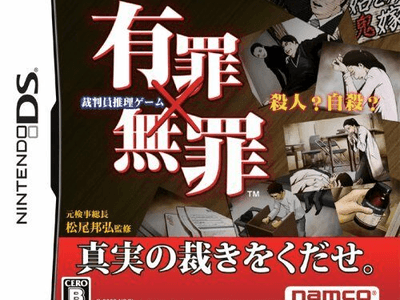 NINTENDO DS
有罪
裁判員推理ゲーム
×
無罪
TM
殺人？自殺？
元検事総長
松尾邦弘監修
真実の裁きをくだせ。
CERO
B
namco